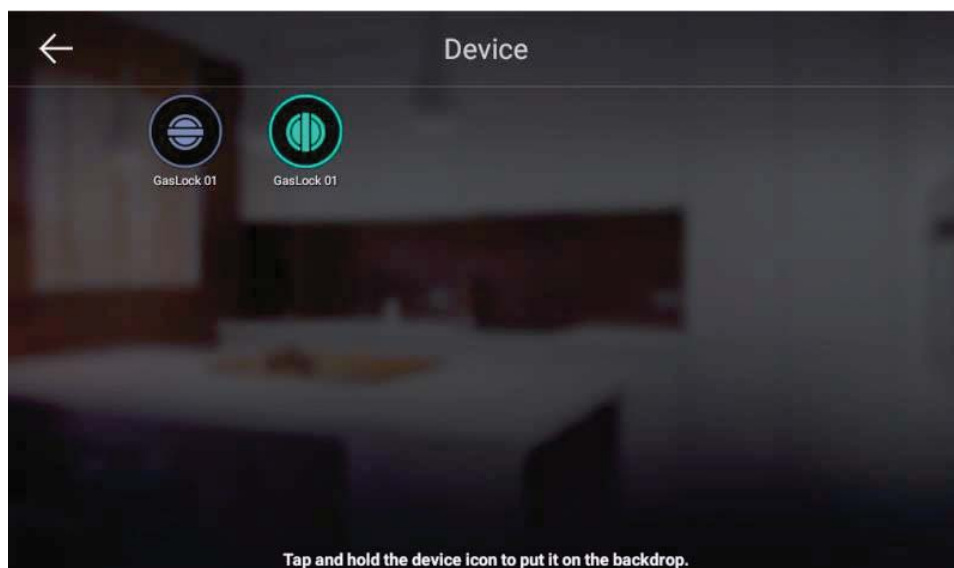 Device
GasLock 01
GasLock 01
Tap and hold the device icon to put it on the backdrop.